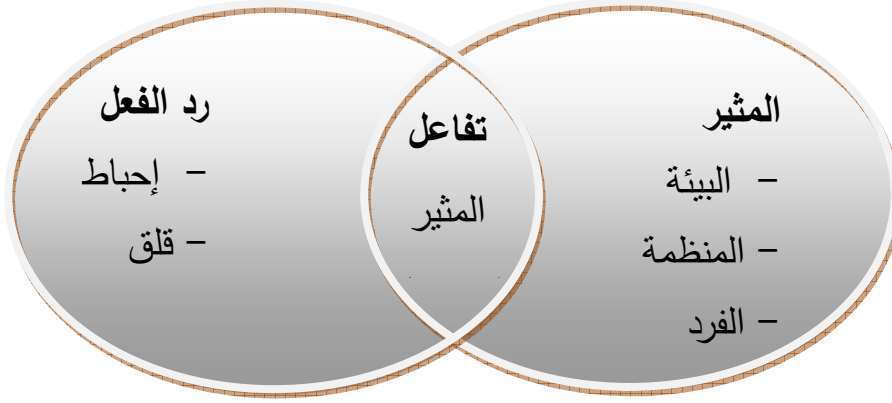 المثير
– البيئة
– المنظمة
– الفرد
تفاعل
المثير
رد الفعل
– إحباط
– قلق